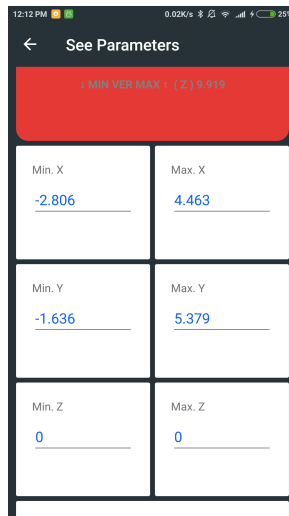 12:12 PM 0.02K/s 25%
← See Parameters
↓ MIN VER MAX ↑ ( Z ) 9.919
Min. X Max. X
-2.806 4.463
Min. Y Max. Y
-1.636 5.379
Min. Z Max. Z
0 0